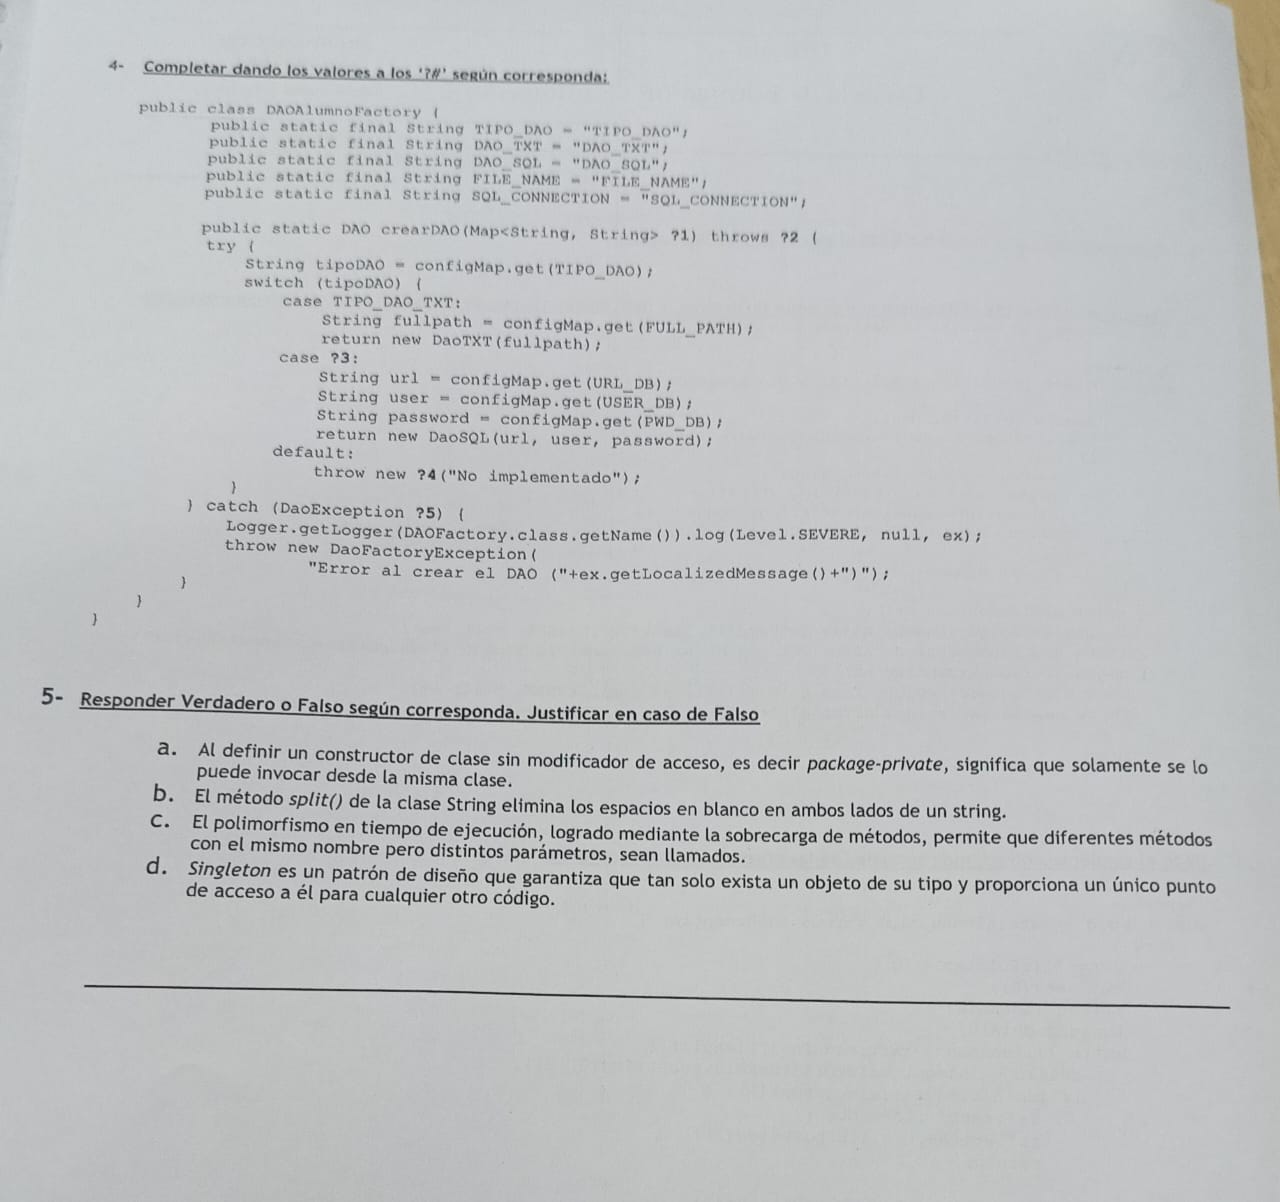 4- Completar dando los valores a los '?#' según corresponda:
public class DAOAlumnoFactory {
public static final String TIPO_DAO = "TIPO_DAO";
public static final String DAO_TXT = "DAO_TXT";
public static final String DAO_SQL = "DAO_SQL";
public static final String FILE_NAME = "FILE_NAME";
public static final String SQL_CONNECTION = "SQL_CONNECTION";
public static DAO crearDAO(Map<String, String> ?1) throws ?2 {
try {
String tipoDAO = configMap.get(TIPO_DAO);
switch (tipoDAO) {
case TIPO_DAO_TXT:
String fullpath = configMap.get(FULL_PATH);
return new DaoTXT(fullpath);
case ?3:
String url = configMap.get(URL_DB);
String user = configMap.get(USER_DB);
String password = configMap.get(PWD_DB);
return new DaoSQL(url, user, password);
default:
throw new ?4("No implementado");
}
} catch (DaoException ?5) {
Logger.getLogger(DAOFactory.class.getName()).log(Level.SEVERE, null, ex);
throw new DaoFactoryException(
"Error al crear el DAO ("+ex.getLocalizedMessage()+")");
}
}
}
5- Responder Verdadero o Falso según corresponda. Justificar en caso de Falso
a. Al definir un constructor de clase sin modificador de acceso, es decir package-private, significa que solamente se lo
puede invocar desde la misma clase.
b. El método split() de la clase String elimina los espacios en blanco en ambos lados de un string.
c. El polimorfismo en tiempo de ejecución, logrado mediante la sobrecarga de métodos, permite que diferentes métodos
con el mismo nombre pero distintos parámetros, sean llamados.
d. Singleton es un patrón de diseño que garantiza que tan solo exista un objeto de su tipo y proporciona un único punto
de acceso a él para cualquier otro código.